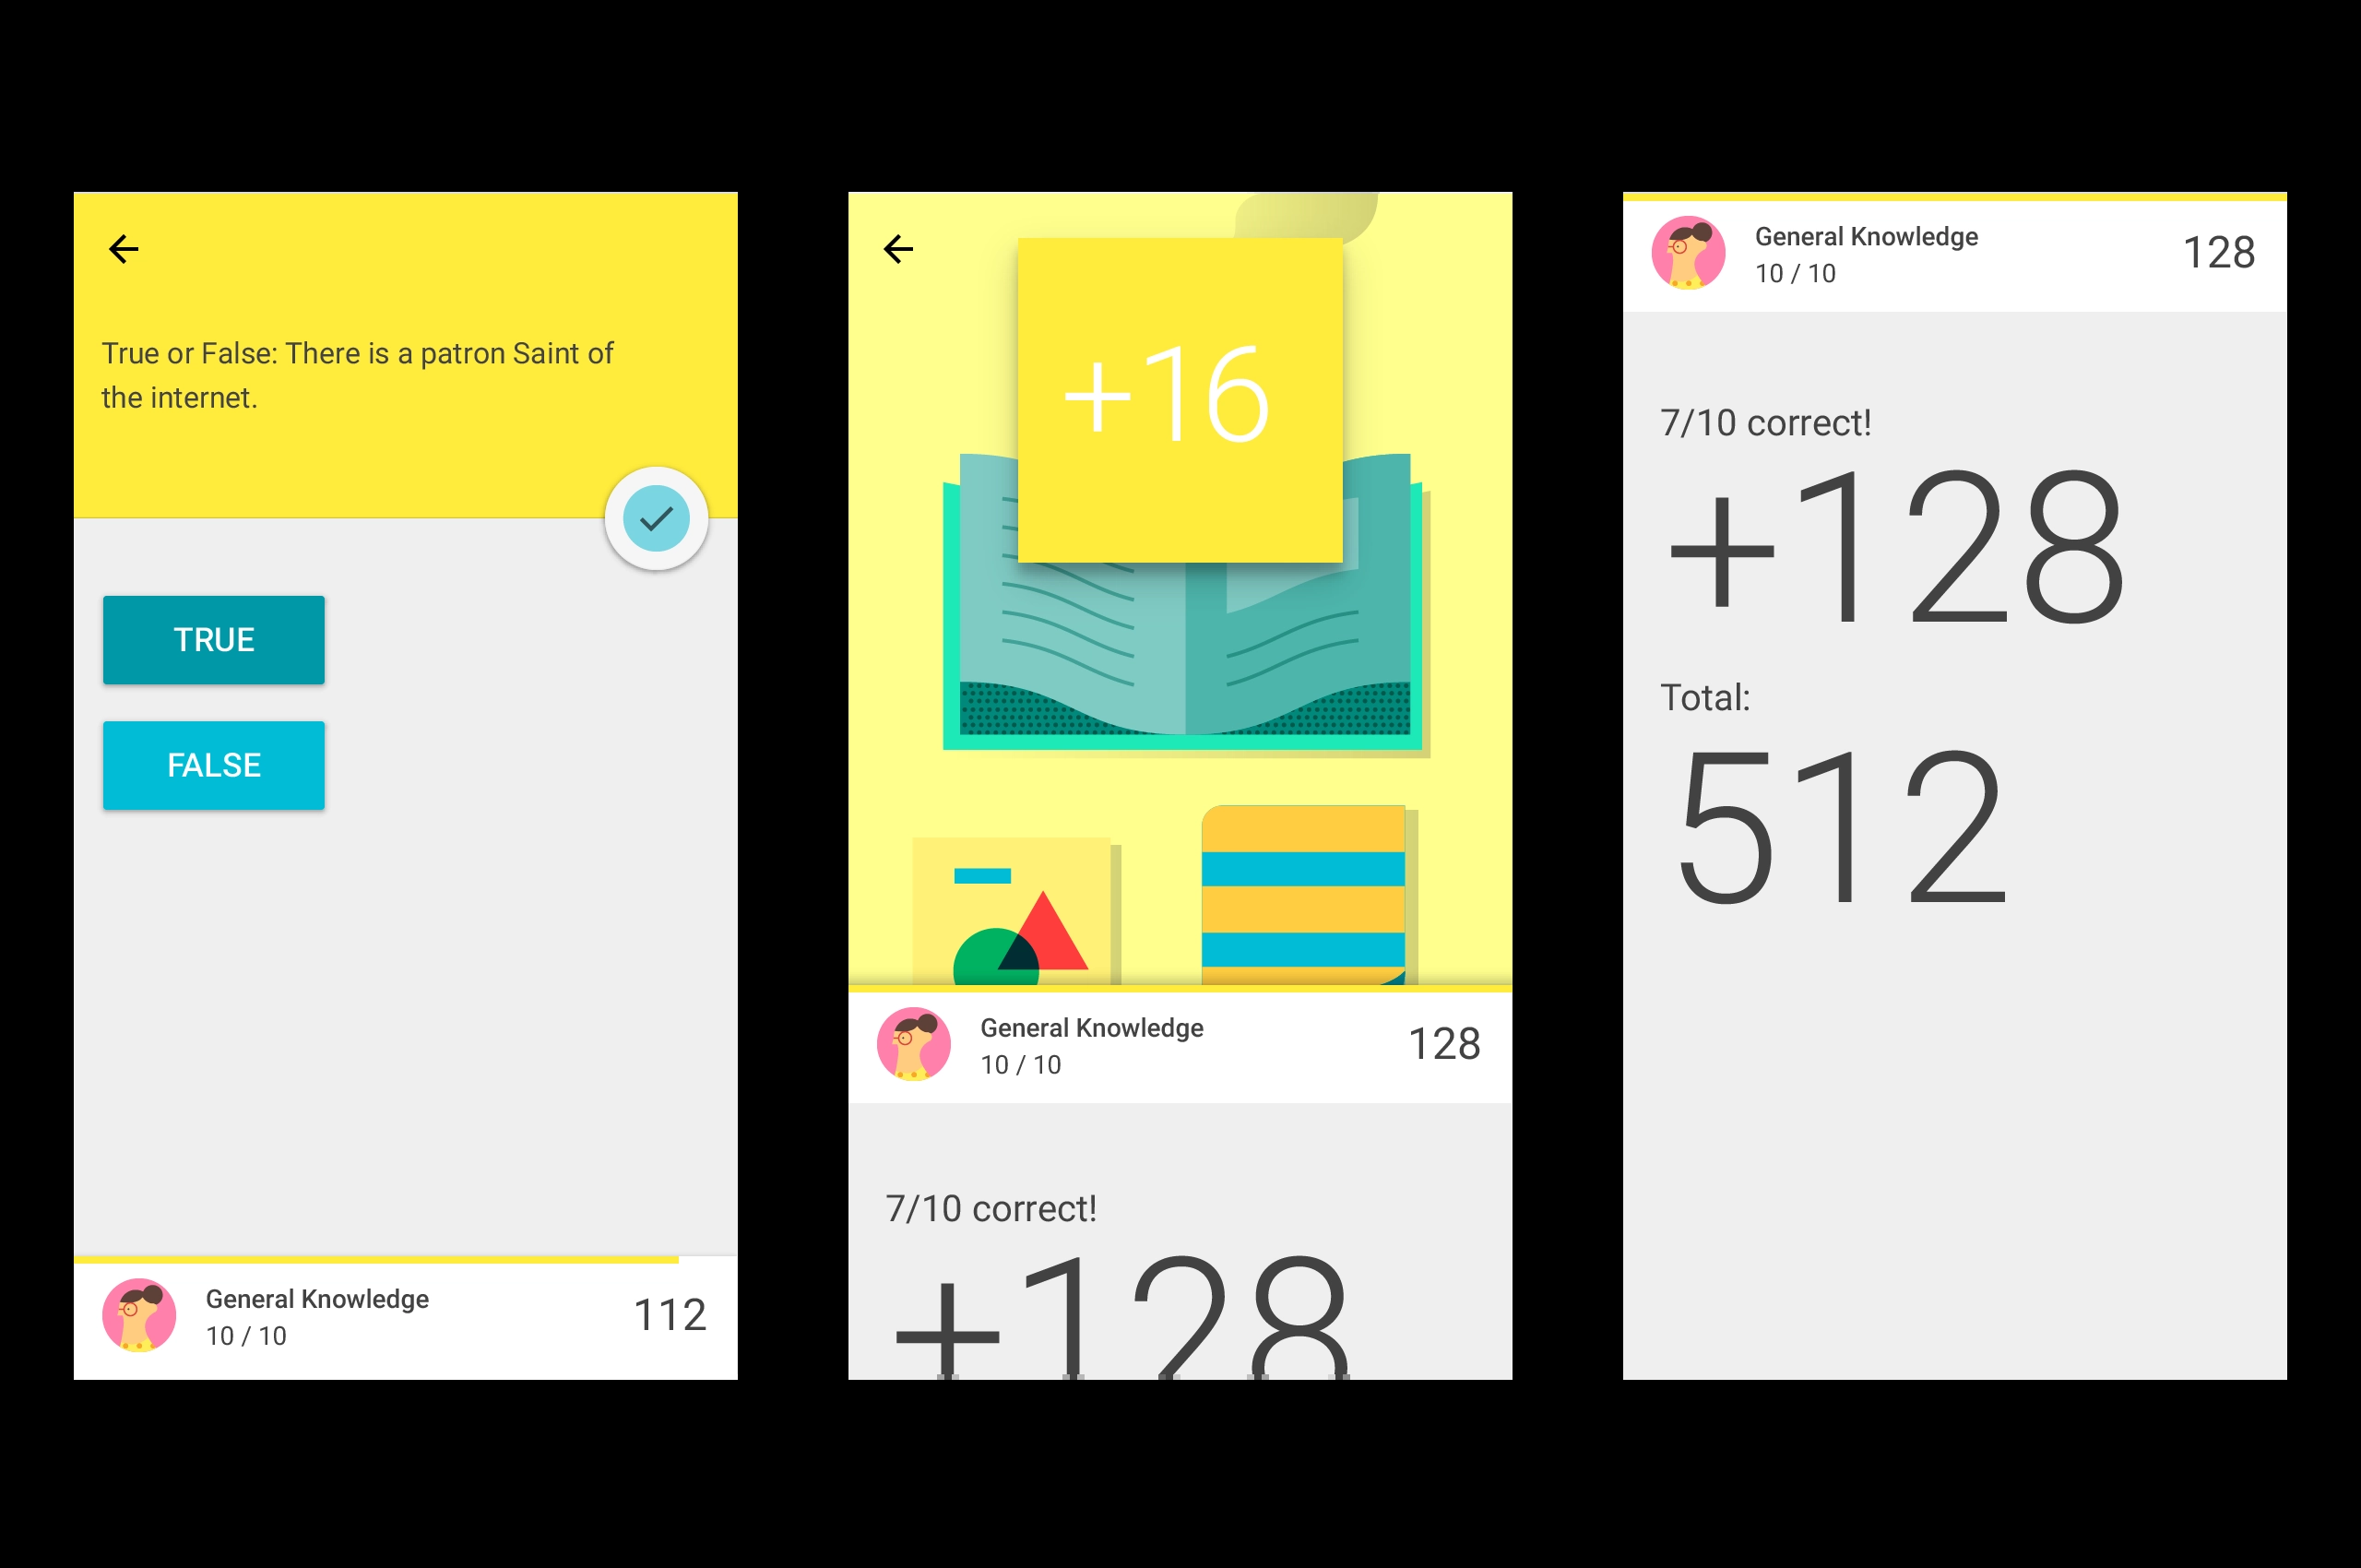 True or False: There is a patron Saint of
the internet.
TRUE
FALSE
General Knowledge
10 / 10
112
+16
General Knowledge
10 / 10
128
7/10 correct!
+128
General Knowledge
10 / 10
128
7/10 correct!
+128
Total:
512